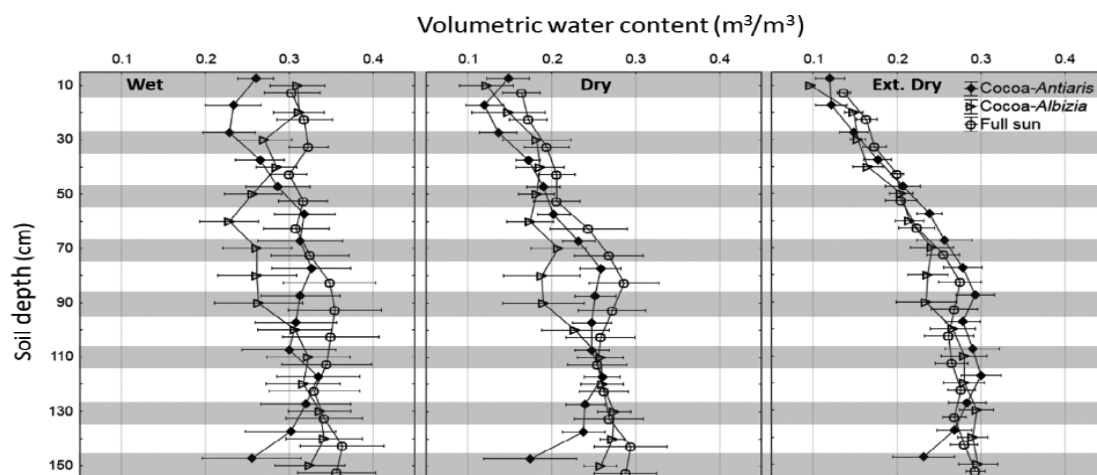 Volumetric water content (m³/m³)
0.1 0.2 0.3 0.4 0.1 0.2 0.3 0.4 0.1 0.2 0.3 0.4
Wet Dry Ext. Dry
Cocoa-Antiaris
Cocoa-Albizia
Full sun
Soil depth (cm)
10
30
50
70
90
110
130
150